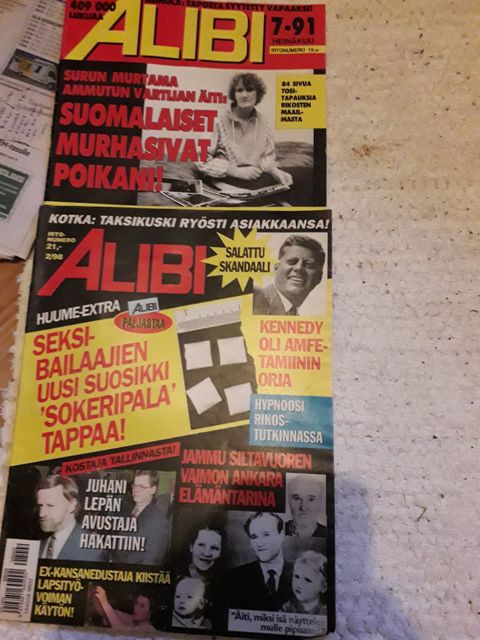 409 000
LUKIJAA
TAPOSTA SYYTETTY VAPAAKSI!
ALIBI
7•91
HEINÄKUU
IRTONUMERO
SURUN MURTAMA
AMMUTUN VARTIJAN ÄITI:
SUOMALAISET
MURHASIVAT
POIKANI!
84 SIVUA
TOSI-
TAPAUKSIA
RIKOSTEN
MAAIL-
MASTA
KOTKA: TAKSIKUSKI RYÖSTI ASIAKKAANSA!
IRTO-
NUMERO
21,-
2/98
ALIBI
SALATTU
SKANDAALI
HUUME-EXTRA
ALIBI
PALJASTAA
SEKSI-
BAILAAJIEN
UUSI SUOSIKKI
'SOKERIPALA'
TAPPAA!
KENNEDY
OLI AMFE-
TAMIININ
ORJA
HYPNOOSI
RIKOS-
TUTKINNASSA
KOSTAJA TALLINNASTA!
JUHANI
LEPÄN
AVUSTAJA
HAKATTIIN!
JAMMU SILTAVUOREN
VAIMON ANKARA
ELÄMÄNTARINA
EX-KANSANEDUSTAJA KIISTÄÄ
LAPSITYÖ-
VOIMAN
KÄYTÖN!
"Äiti, miksi isä näyttelee
mulle